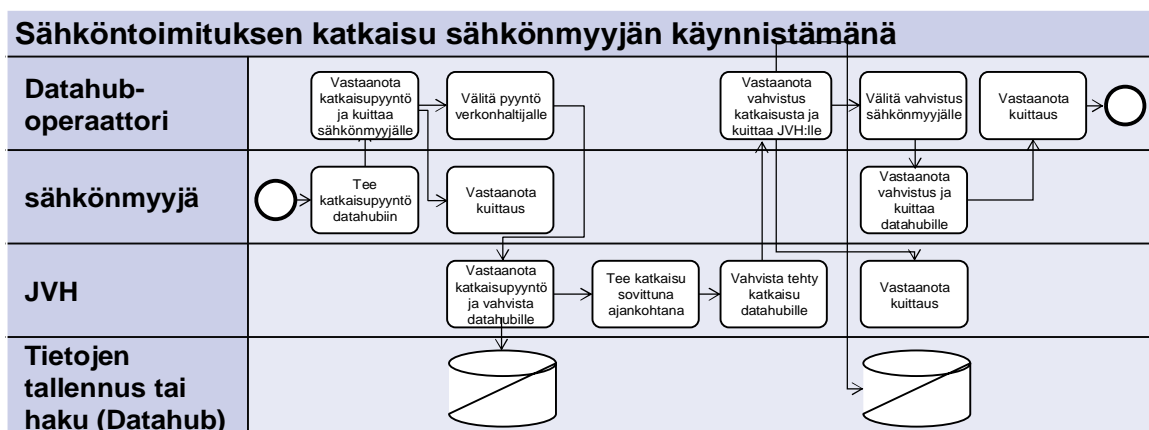 Sähköntoimituksen katkaisu sähkönmyyjän käynnistämänä
Datahub-
operaattori
Vastaanota
katkaisupyyntö
ja kuittaa
sähkönmyyjälle
Välitä pyyntö
verkonhaltijalle
Vastaanota
vahvistus
katkaisusta ja
kuittaa JVH:lle
Välitä vahvistus
sähkönmyyjälle
Vastaanota
kuittaus
sähkönmyyjä
Tee
katkaisupyyntö
datahubiin
Vastaanota
kuittaus
Vastaanota
vahvistus ja
kuittaa
datahubille
JVH
Vastaanota
katkaisupyyntö
ja vahvista
datahubille
Tee katkaisu
sovittuna
ajankohtana
Vahvista tehty
katkaisu
datahubille
Vastaanota
kuittaus
Tietojen
tallennus tai
haku (Datahub)